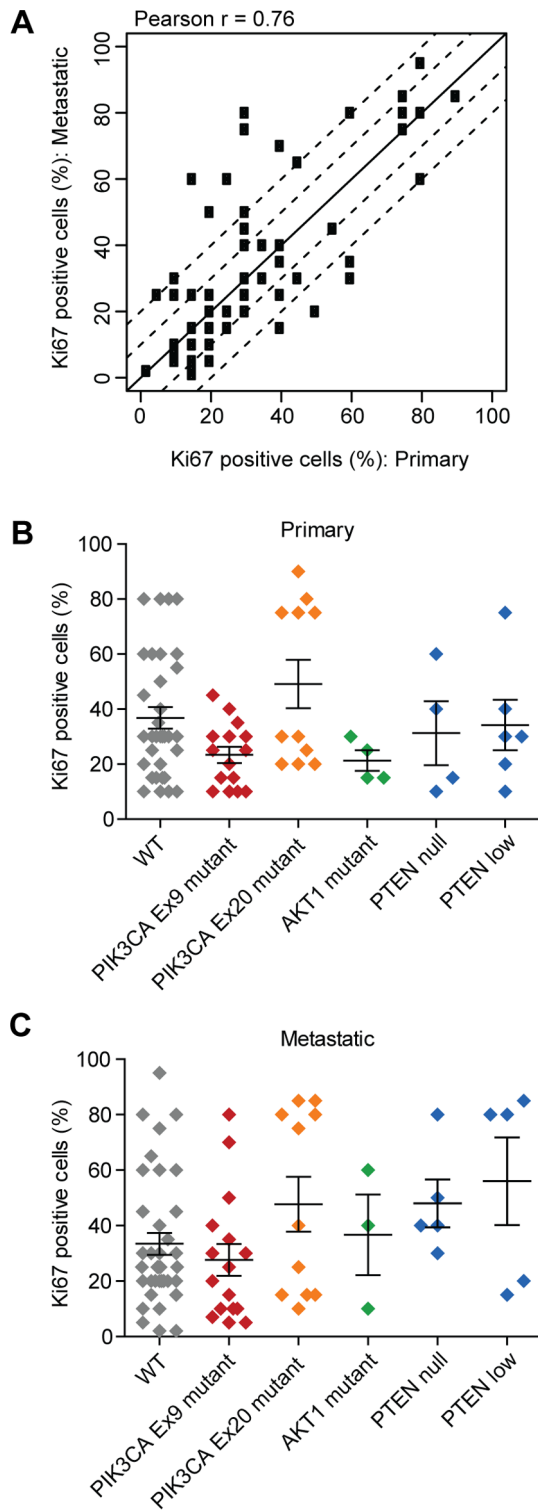 A
Pearson r = 0.76
Ki67 positive cells (%): Metastatic
100
80
60
40
20
0
0 20 40 60 80 100
Ki67 positive cells (%): Primary
B
Primary
Ki67 positive cells (%)
100
80
60
40
20
0
WT
PIK3CA Ex9 mutant
PIK3CA Ex20 mutant
AKT1 mutant
PTEN null
PTEN low
C
Metastatic
Ki67 positive cells (%)
100
80
60
40
20
0
WT
PIK3CA Ex9 mutant
PIK3CA Ex20 mutant
AKT1 mutant
PTEN null
PTEN low